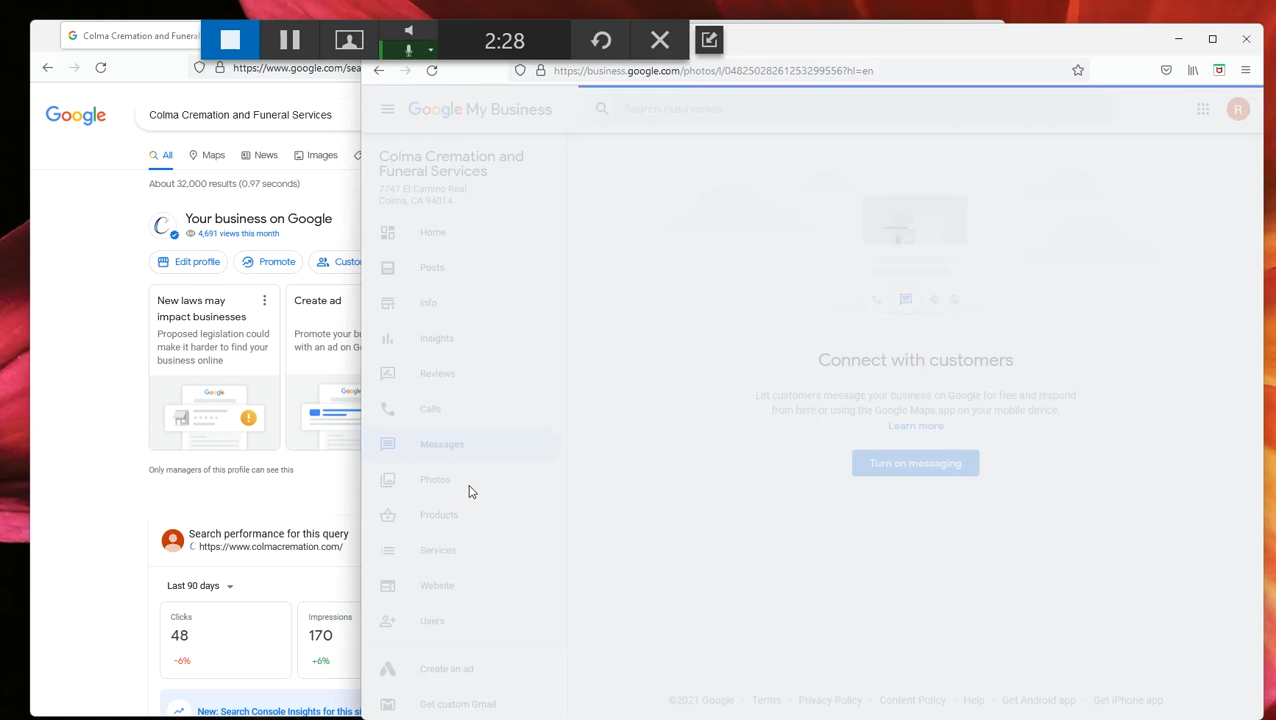 Colma Cremation and Funeral
2:28
https://www.google.com/sea
Google
Colma Cremation and Funeral Services
All
Maps
News
Images
About 32,000 results (0.97 seconds)
Your business on Google
4,691 views this month
Edit profile
Promote
Custo
New laws may
impact businesses
Proposed legislation could
make it harder to find your
business online
Google
Create ad
Promote your bu
with an ad on Go
Goo
Only managers of this profile can see this
Search performance for this query
https://www.colmacremation.com/
Last 90 days
Clicks
48
-6%
Impressions
170
+6%
New: Search Console Insights for this si
https://business.google.com/photos/l/04825028261253299556?hl=en
Google My Business
Search businesses
R
Colma Cremation and
Funeral Services
7747 El Camino Real
Colma, CA 94014
Home
Posts
Info
Insights
Reviews
Calls
Messages
Photos
Products
Services
Website
Users
Create an ad
Get custom Gmail
Connect with customers
Let customers message your business on Google for free and respond
from here or using the Google Maps app on your mobile device.
Learn more
Turn on messaging
©2021 Google
Terms
Privacy Policy
Content Policy
Help
Get Android app
Get iPhone app